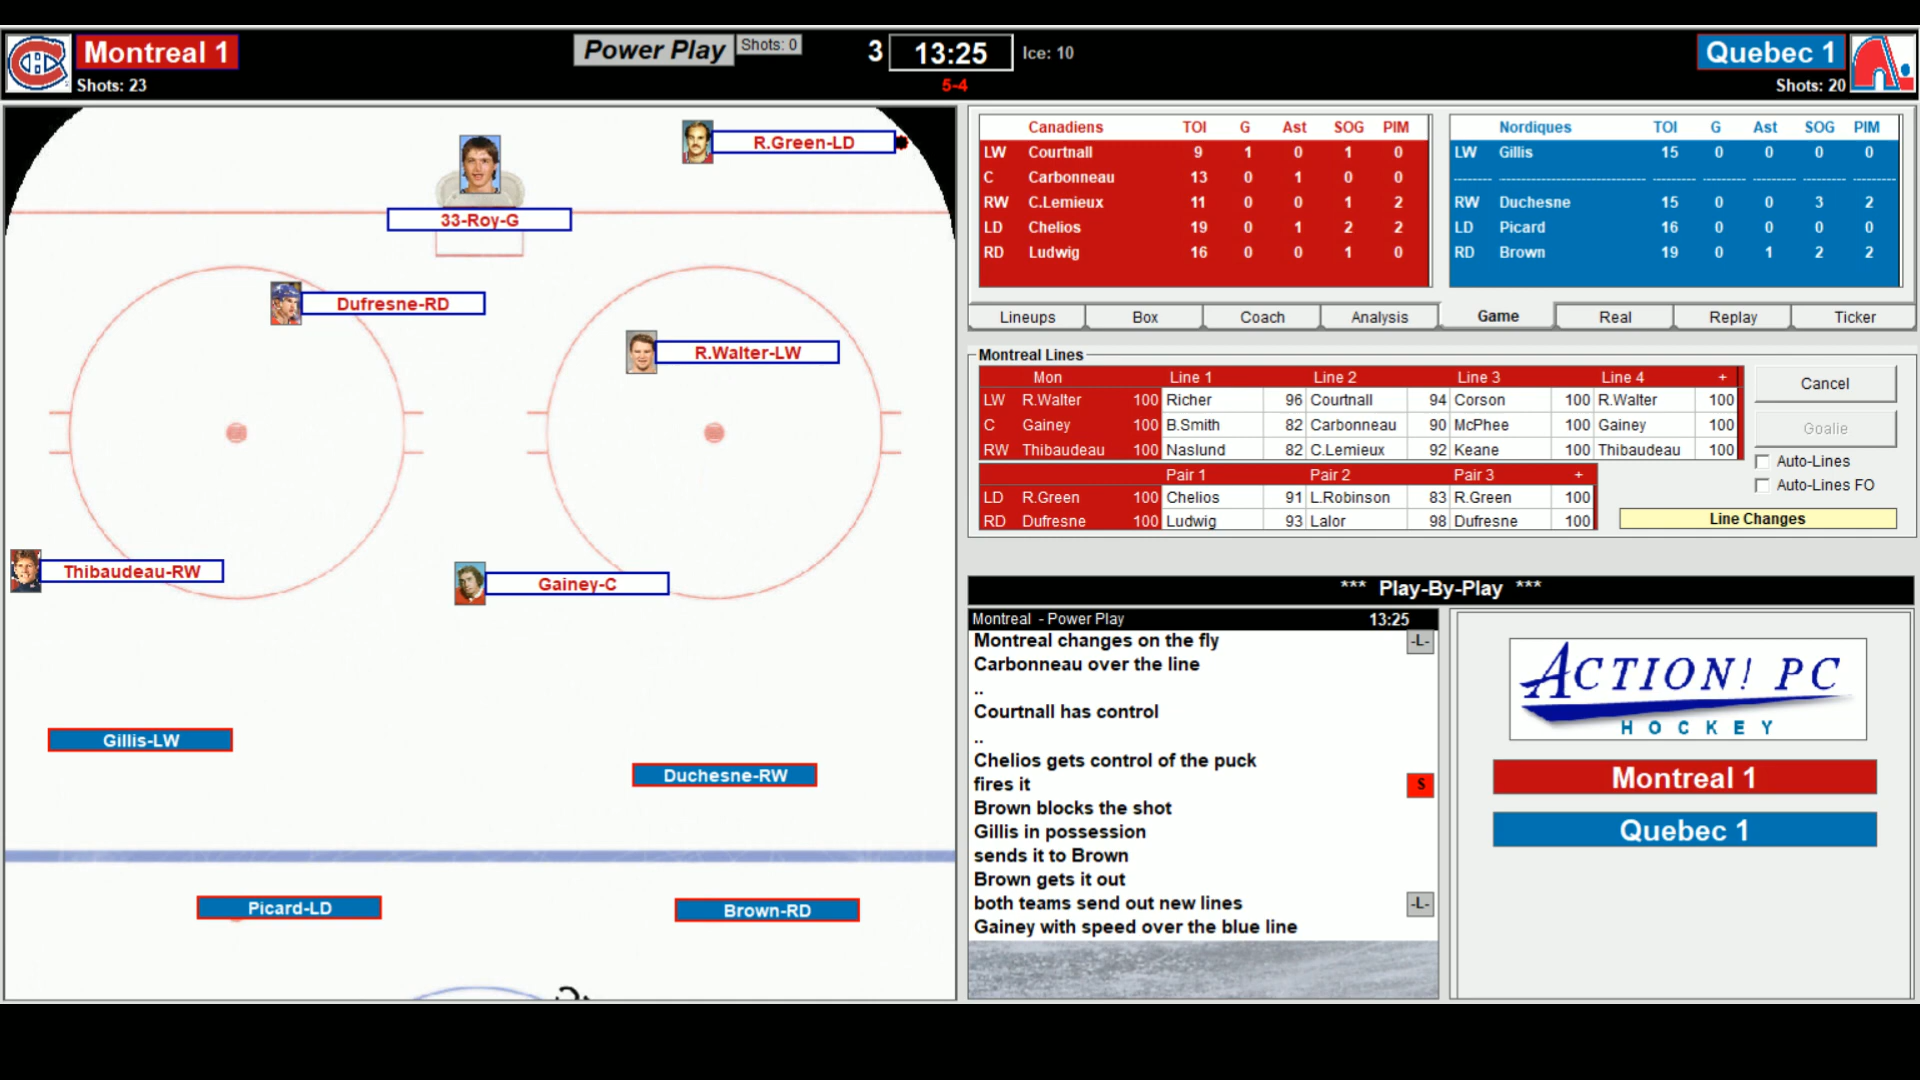 Montreal 1
Shots: 23
Power Play Shots: 0
3 13:25 Ice: 10
5-4
Quebec 1
Shots: 20
R.Green-LD
33-Roy-G
Dufresne-RD
R.Walter-LW
Thibaudeau-RW
Gainey-C
Gillis-LW
Duchesne-RW
Picard-LD
Brown-RD
Canadiens TOI G Ast SOG PIM
LW Courtnall 9 1 0 1 0
C Carbonneau 13 0 1 0 0
RW C.Lemieux 11 0 0 1 2
LD Chelios 19 0 1 2 2
RD Ludwig 16 0 0 1 0
Nordiques TOI G Ast SOG PIM
LW Gillis 15 0 0 0 0
RW Duchesne 15 0 0 3 2
LD Picard 16 0 0 0 0
RD Brown 19 0 1 2 2
Lineups Box Coach Analysis Game Real Replay Ticker
Montreal Lines
Mon Line 1 Line 2 Line 3 Line 4 +
LW R.Walter 100 Richer 96 Courtnall 94 Corson 100 R.Walter 100
C Gainey 100 B.Smith 82 Carbonneau 90 McPhee 100 Gainey 100
RW Thibaudeau 100 Naslund 82 C.Lemieux 92 Keane 100 Thibaudeau 100
Pair 1 Pair 2 Pair 3 +
LD R.Green 100 Chelios 91 L.Robinson 83 R.Green 100
RD Dufresne 100 Ludwig 93 Lalor 98 Dufresne 100
Cancel
Goalie
Auto-Lines
Auto-Lines FO
Line Changes
*** Play-By-Play ***
Montreal - Power Play 13:25
Montreal changes on the fly -L-
Carbonneau over the line
..
Courtnall has control
..
Chelios gets control of the puck
fires it S
Brown blocks the shot
Gillis in possession
sends it to Brown
Brown gets it out
both teams send out new lines -L-
Gainey with speed over the blue line
ACTION! PC
HOCKEY
Montreal 1
Quebec 1